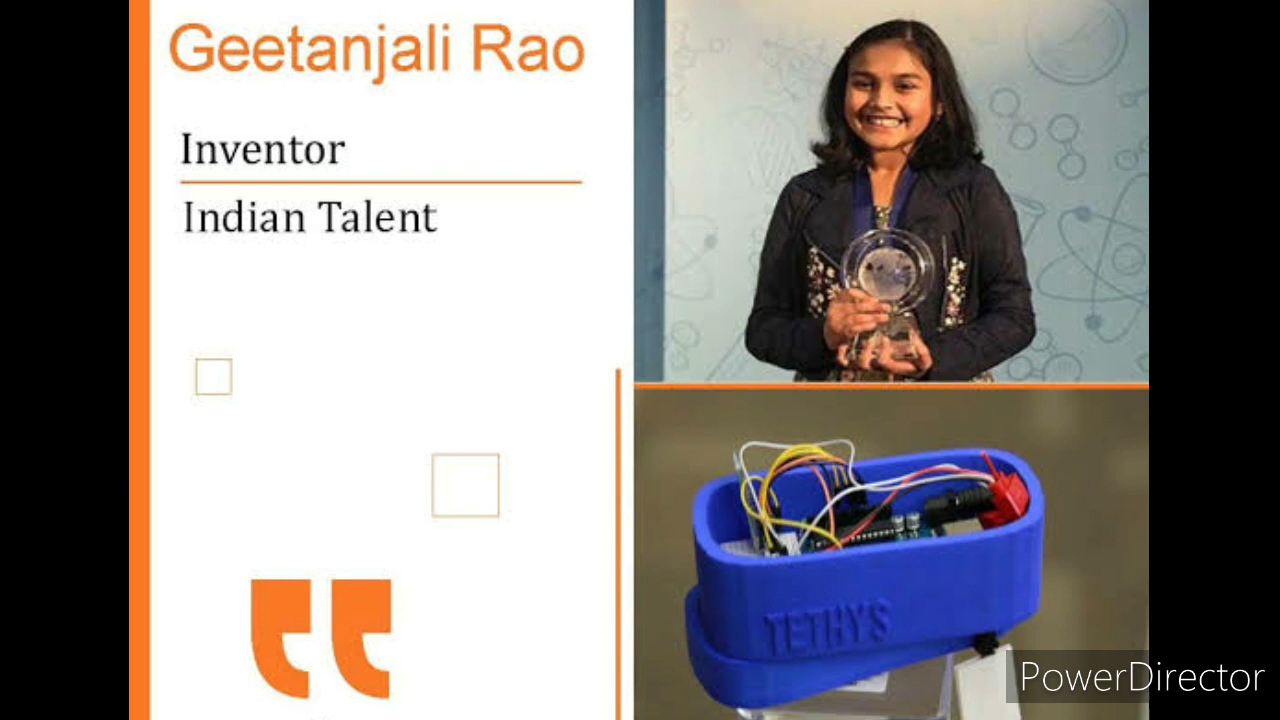 Geetanjali Rao
Inventor
Indian Talent
TETHYS
PowerDirector